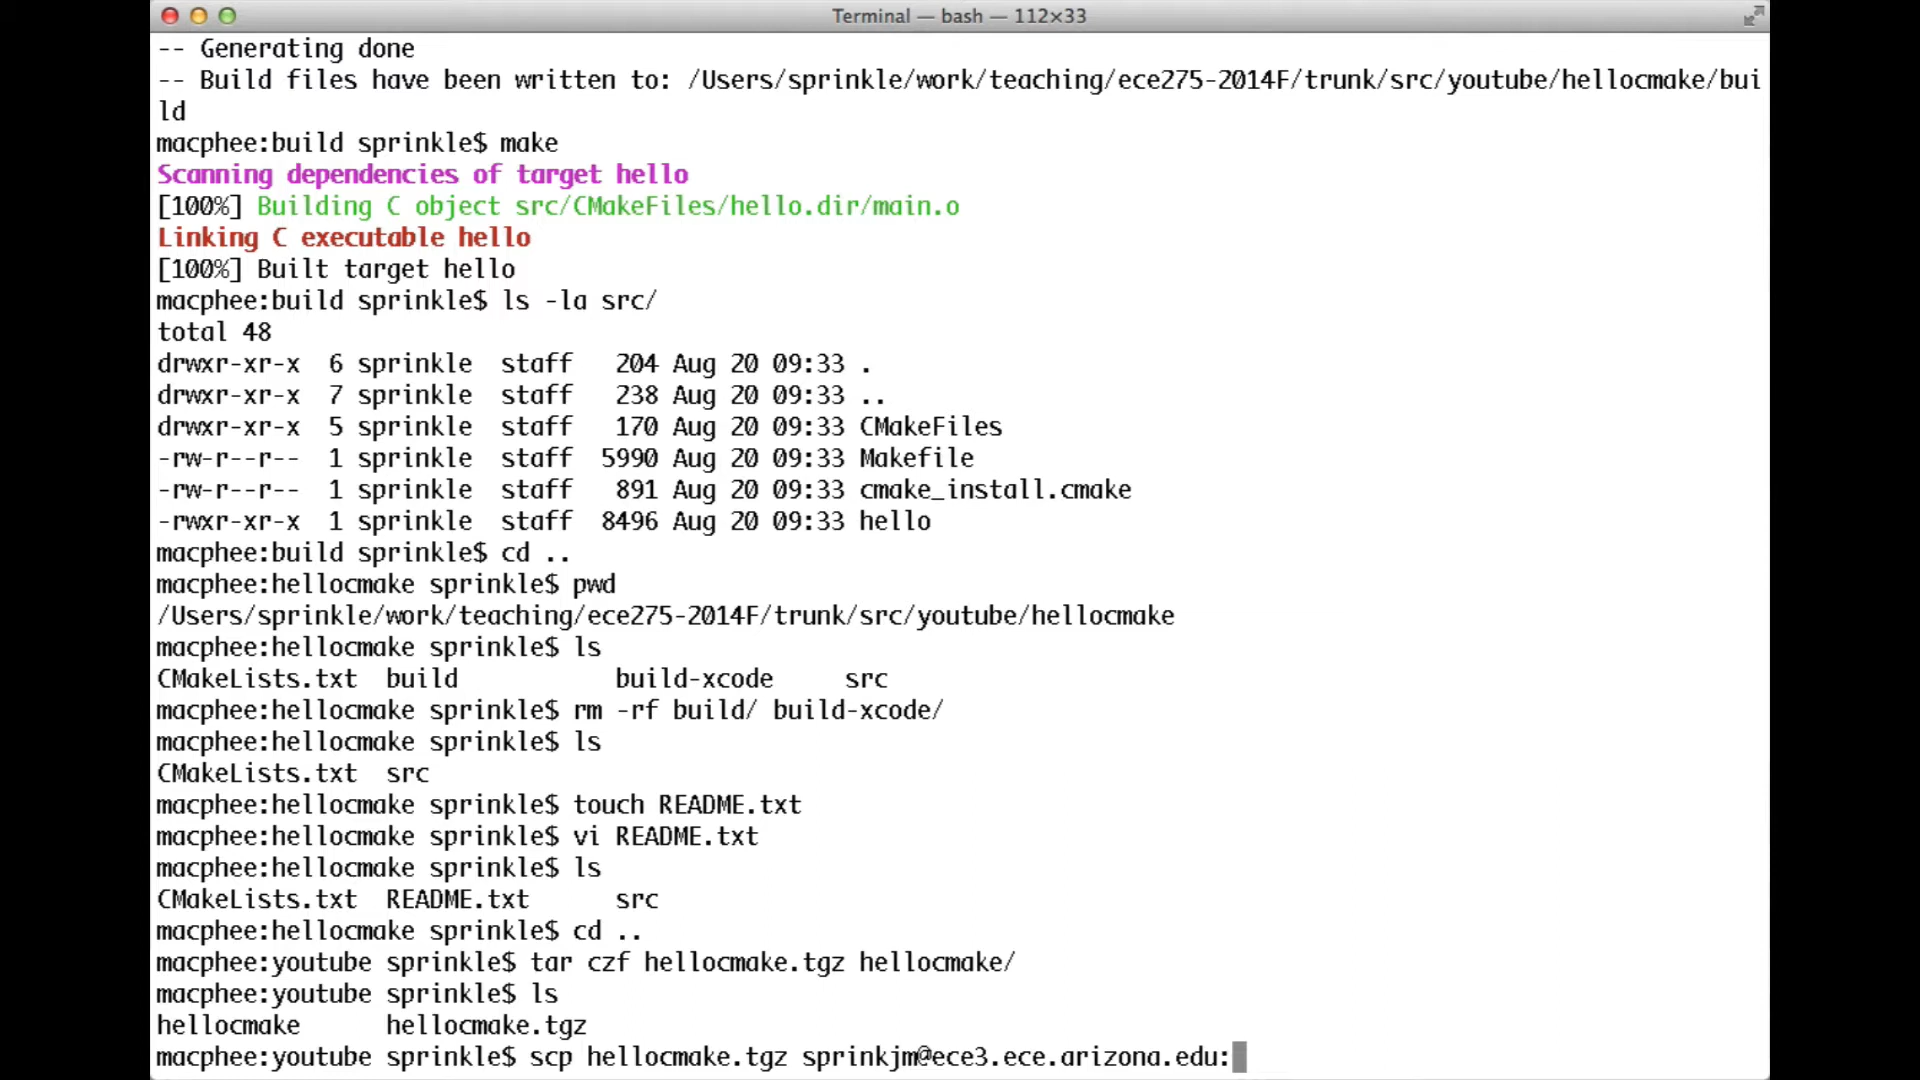 Terminal — bash — 112×33
-- Generating done
-- Build files have been written to: /Users/sprinkle/work/teaching/ece275-2014F/trunk/src/youtube/hellocmake/bui
ld
macphee:build sprinkle$ make
Scanning dependencies of target hello
[100%] Building C object src/CMakeFiles/hello.dir/main.o
Linking C executable hello
[100%] Built target hello
macphee:build sprinkle$ ls -la src/
total 48
drwxr-xr-x  6 sprinkle  staff   204 Aug 20 09:33 .
drwxr-xr-x  7 sprinkle  staff   238 Aug 20 09:33 ..
drwxr-xr-x  5 sprinkle  staff   170 Aug 20 09:33 CMakeFiles
-rw-r--r--  1 sprinkle  staff  5990 Aug 20 09:33 Makefile
-rw-r--r--  1 sprinkle  staff   891 Aug 20 09:33 cmake_install.cmake
-rwxr-xr-x  1 sprinkle  staff  8496 Aug 20 09:33 hello
macphee:build sprinkle$ cd ..
macphee:hellocmake sprinkle$ pwd
/Users/sprinkle/work/teaching/ece275-2014F/trunk/src/youtube/hellocmake
macphee:hellocmake sprinkle$ ls
CMakeLists.txt  build           build-xcode     src
macphee:hellocmake sprinkle$ rm -rf build/ build-xcode/
macphee:hellocmake sprinkle$ ls
CMakeLists.txt  src
macphee:hellocmake sprinkle$ touch README.txt
macphee:hellocmake sprinkle$ vi README.txt
macphee:hellocmake sprinkle$ ls
CMakeLists.txt  README.txt      src
macphee:hellocmake sprinkle$ cd ..
macphee:youtube sprinkle$ tar czf hellocmake.tgz hellocmake/
macphee:youtube sprinkle$ ls
hellocmake      hellocmake.tgz
macphee:youtube sprinkle$ scp hellocmake.tgz sprinkjm@ece3.ece.arizona.edu: